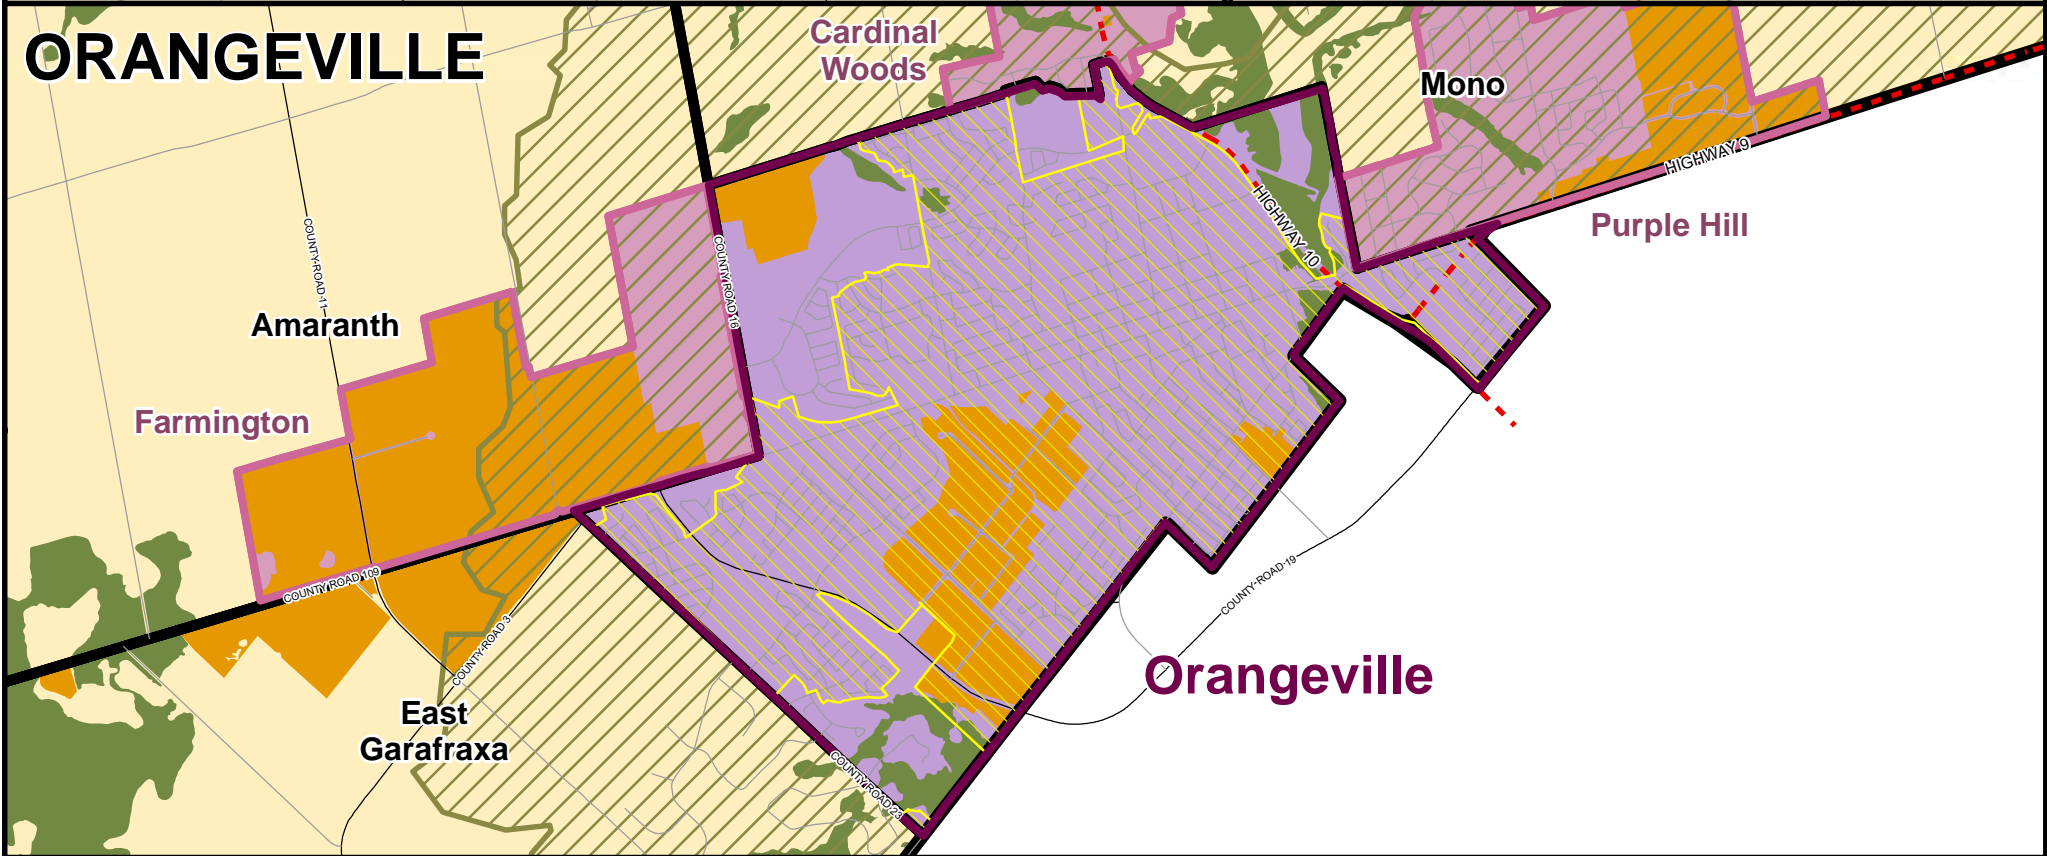 ORANGEVILLE
Cardinal
Woods
Mono
HIGHWAY 9
Purple Hill
HIGHWAY 10
COUNTY-ROAD-11
COUNTY ROAD 16
Amaranth
Farmington
COUNTY ROAD 109
COUNTY-ROAD 3
COUNTY-ROAD-19
Orangeville
East
Garafraxa
COUNTY-ROAD-23